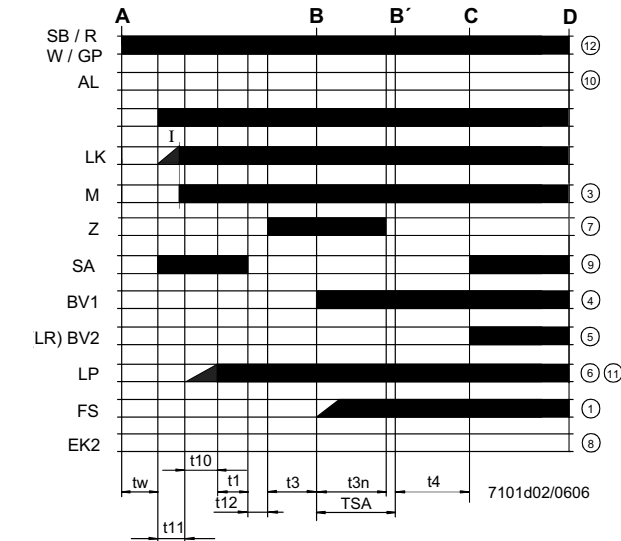 A B B´ C D
SB / R
W / GP
12
AL 10
I
LK
M 3
Z 7
SA 9
BV1 4
LR) BV2 5
LP 6 11
FS 1
EK2 8
t10
tw t1 t3 t3n t4
7101d02/0606
t12 TSA
t11